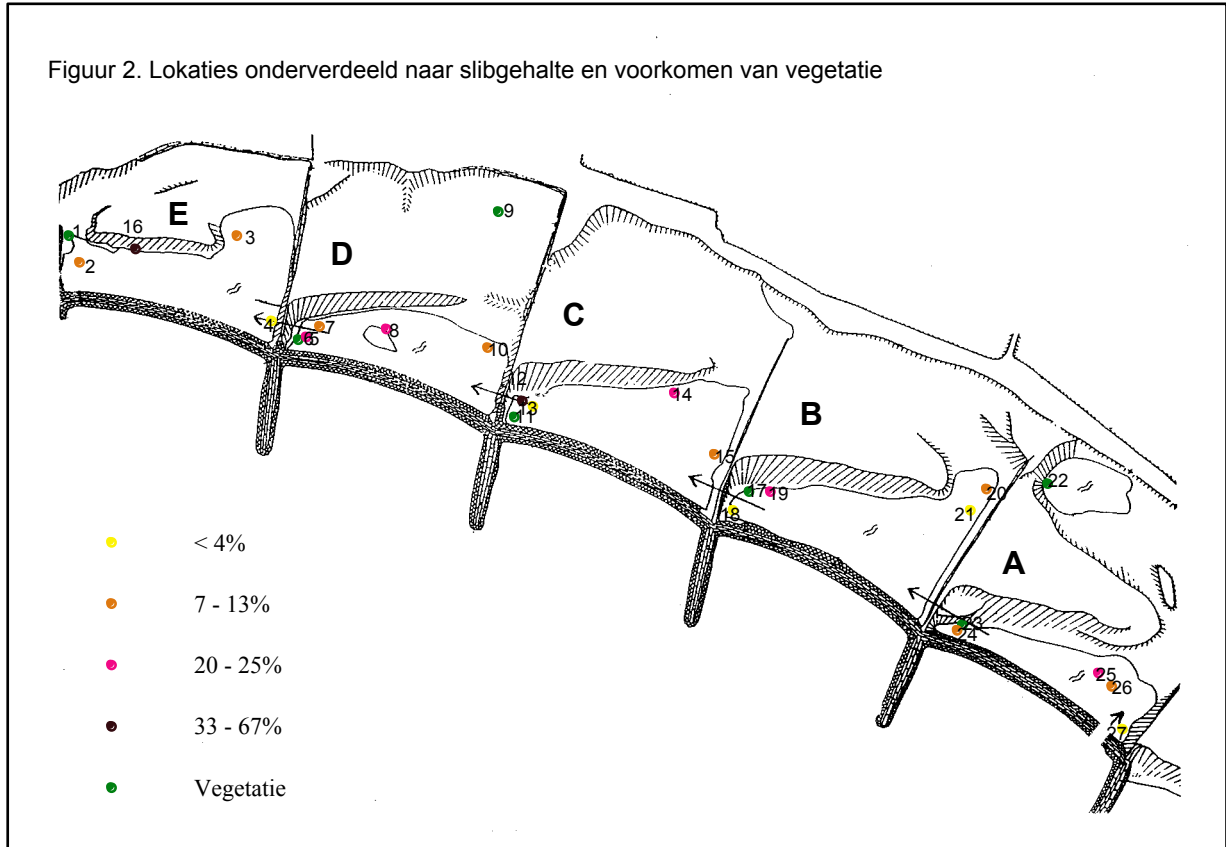 Figuur 2. Lokaties onderverdeeld naar slibgehalte en voorkomen van vegetatie
E
1
16
2
3
D
9
4
7
6
5
8
10
C
12
13
11
14
15
B
17
19
18
20
21
22
A
23
24
25
26
27
< 4%
7 - 13%
20 - 25%
33 - 67%
Vegetatie